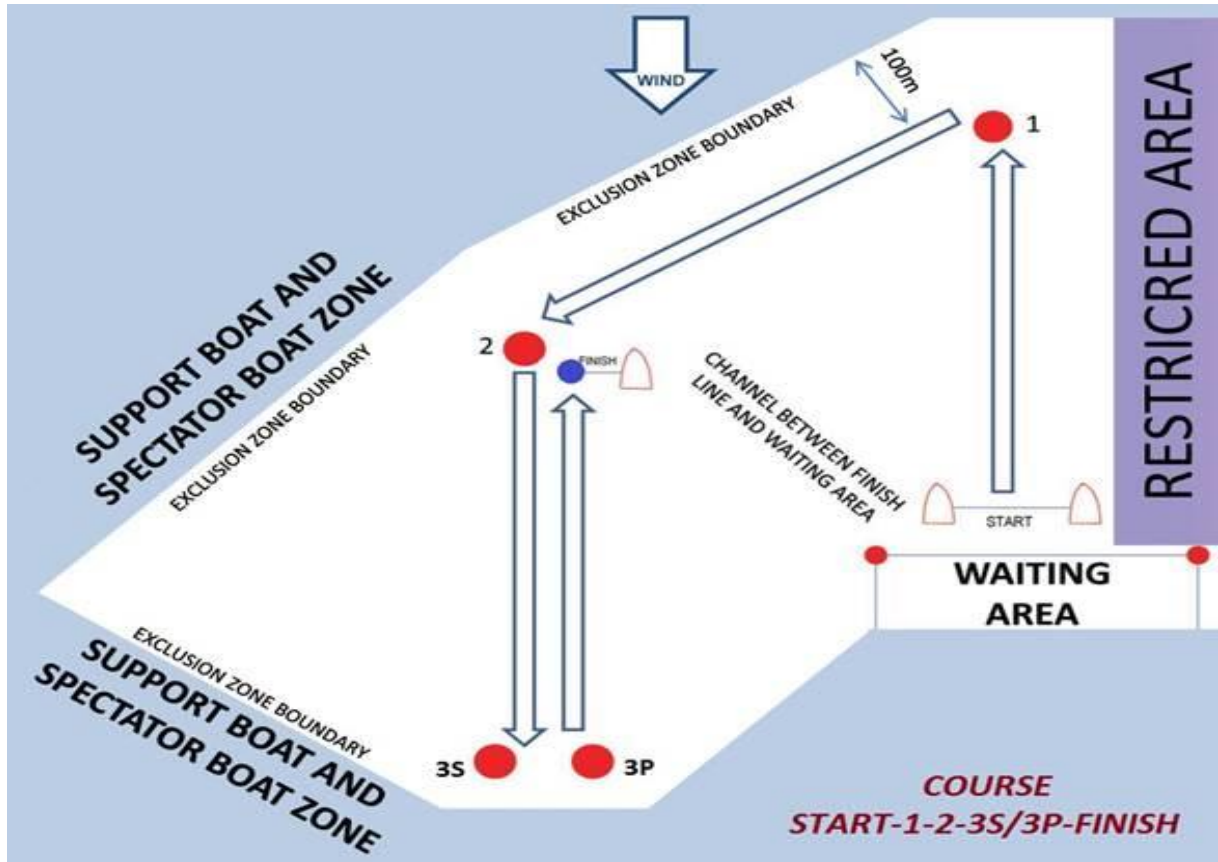 WIND
100m
1
EXCLUSION ZONE BOUNDARY
RESTRICRED AREA
SUPPORT BOAT AND
SPECTATOR BOAT ZONE
EXCLUSION ZONE BOUNDARY
2
FINISH
CHANNEL BETWEEN FINISH
LINE AND WAITING AREA
START
WAITING
AREA
EXCLUSION ZONE BOUNDARY
SUPPORT BOAT AND
SPECTATOR BOAT ZONE
3S
3P
COURSE
START-1-2-3S/3P-FINISH